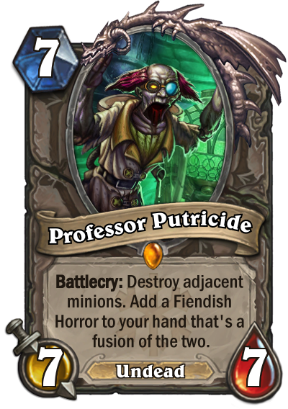 7
Professor Putricide
Battlecry: Destroy adjacent
minions. Add a Fiendish
Horror to your hand that's a
fusion of the two.
7
Undead
7